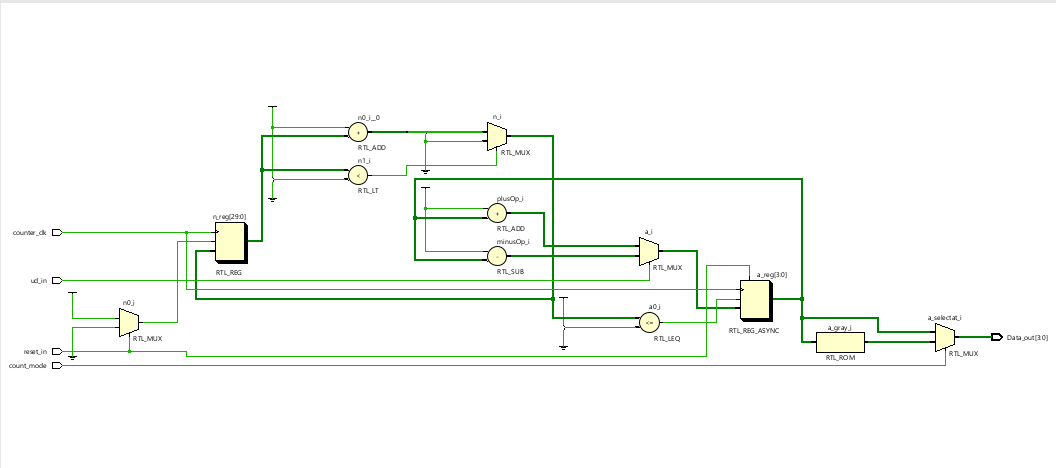 n0_i__0
RTL_ADD
n_i
RTL_MUX
n1_i
RTL_LT
plusOp_i
RTL_ADD
minusOp_i
RTL_SUB
n_reg[29:0]
RTL_REG
counter_clk
ud_in
a_i
RTL_MUX
a_reg[3:0]
RTL_REG_ASYNC
n0_i
RTL_MUX
a0_i
RTL_LEQ
a_gray_i
RTL_ROM
a_selectat_i
RTL_MUX
Data_out[3:0]
reset_in
count_mode
+
<
+
-
<=